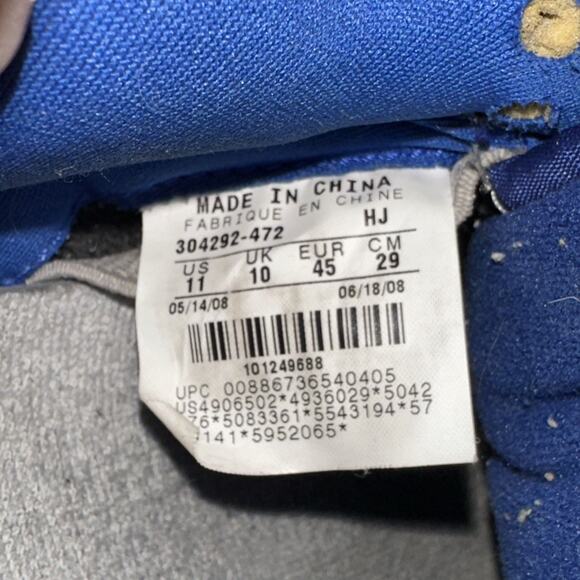 MADE IN CHINA
FABRIQUE EN CHINE
304292-472 HJ
US UK EUR CM
11 10 45 29
05/14/08 06/18/08
101249688
UPC 00886736540405
US4906502*4936029*5042
76*5083361*5543194*57
141*5952065*